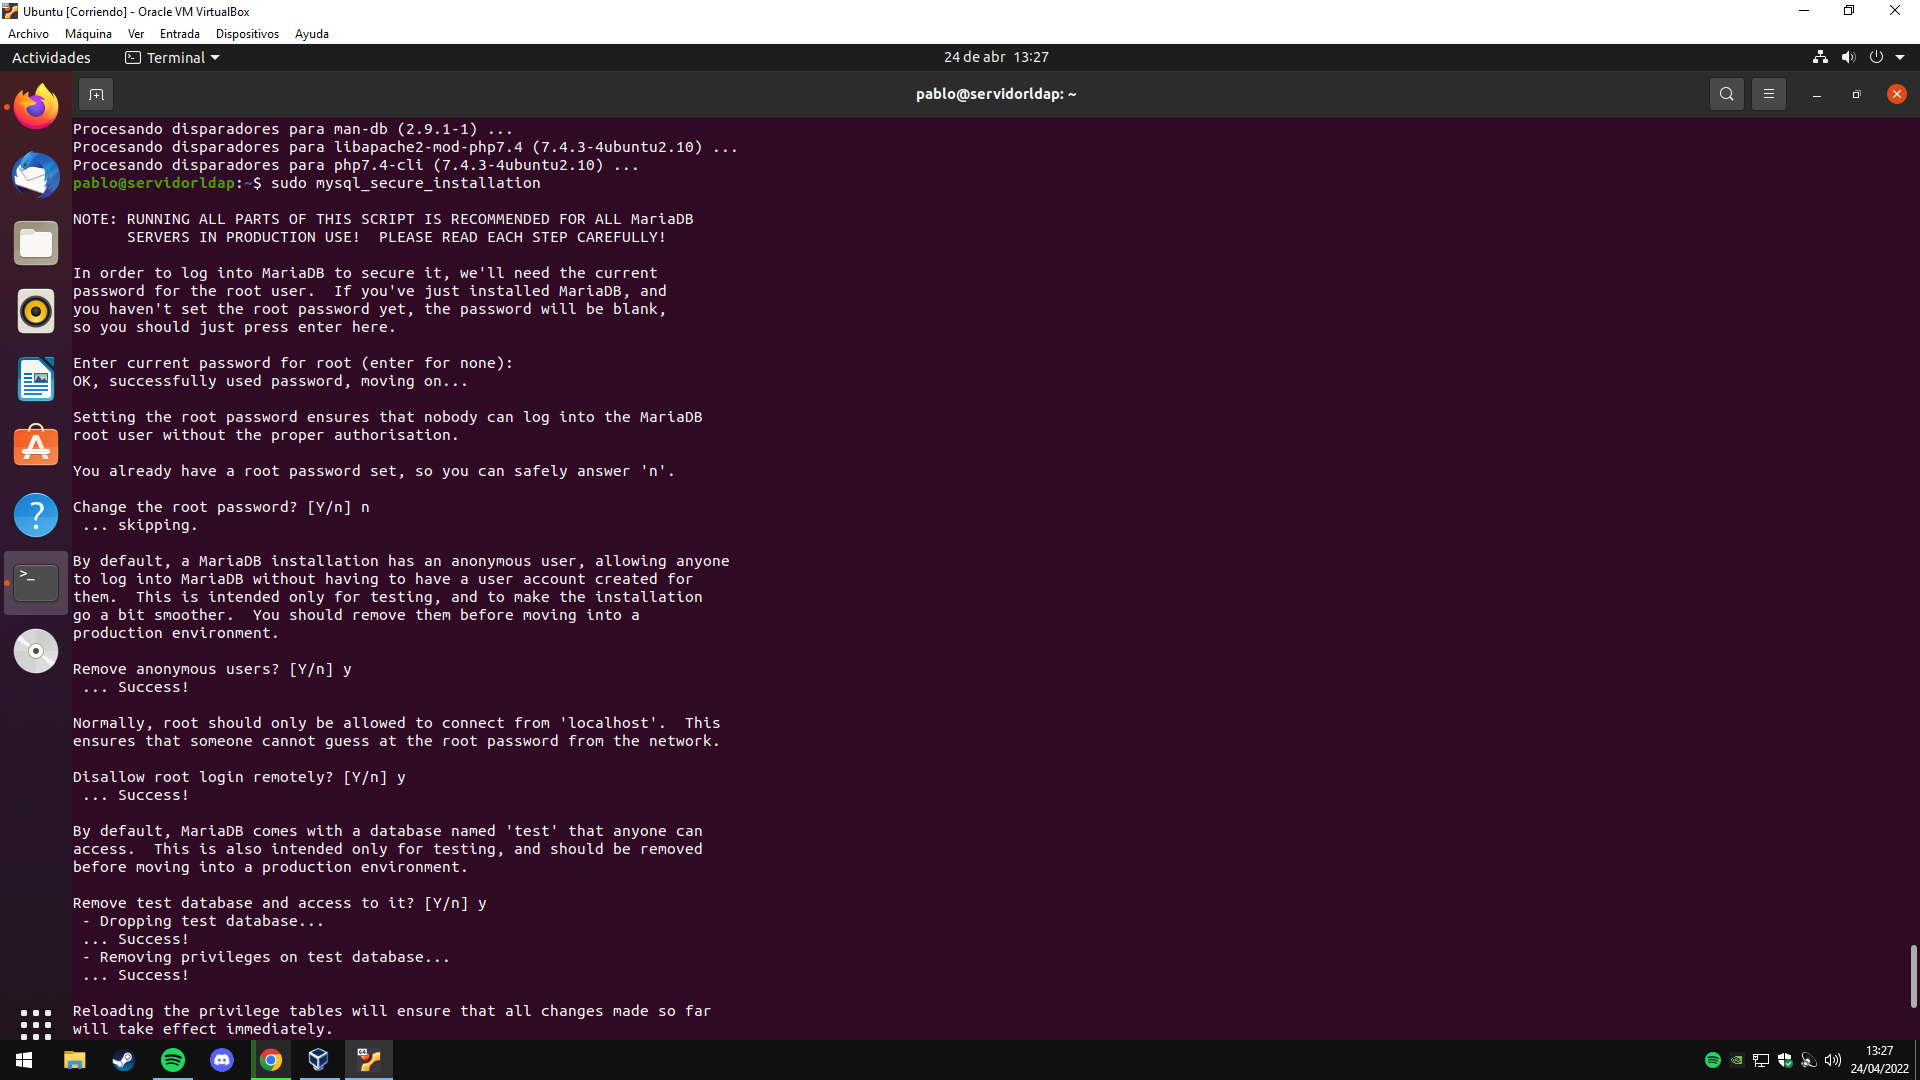 Ubuntu [Corriendo] - Oracle VM VirtualBox
Archivo Máquina Ver Entrada Dispositivos Ayuda
Actividades Terminal 24 de abr 13:27
pablo@servidorldap: ~
Procesando disparadores para man-db (2.9.1-1) ...
Procesando disparadores para libapache2-mod-php7.4 (7.4.3-4ubuntu2.10) ...
Procesando disparadores para php7.4-cli (7.4.3-4ubuntu2.10) ...
pablo@servidorldap:~$ sudo mysql_secure_installation
NOTE: RUNNING ALL PARTS OF THIS SCRIPT IS RECOMMENDED FOR ALL MariaDB
SERVERS IN PRODUCTION USE!  PLEASE READ EACH STEP CAREFULLY!
In order to log into MariaDB to secure it, we'll need the current
password for the root user.  If you've just installed MariaDB, and
you haven't set the root password yet, the password will be blank,
so you should just press enter here.
Enter current password for root (enter for none):
OK, successfully used password, moving on...
Setting the root password ensures that nobody can log into the MariaDB
root user without the proper authorisation.
You already have a root password set, so you can safely answer 'n'.
Change the root password? [Y/n] n
... skipping.
By default, a MariaDB installation has an anonymous user, allowing anyone
to log into MariaDB without having to have a user account created for
them.  This is intended only for testing, and to make the installation
go a bit smoother.  You should remove them before moving into a
production environment.
Remove anonymous users? [Y/n] y
... Success!
Normally, root should only be allowed to connect from 'localhost'.  This
ensures that someone cannot guess at the root password from the network.
Disallow root login remotely? [Y/n] y
... Success!
By default, MariaDB comes with a database named 'test' that anyone can
access.  This is also intended only for testing, and should be removed
before moving into a production environment.
Remove test database and access to it? [Y/n] y
- Dropping test database...
... Success!
- Removing privileges on test database...
... Success!
Reloading the privilege tables will ensure that all changes made so far
will take effect immediately.
13:27
24/04/2022